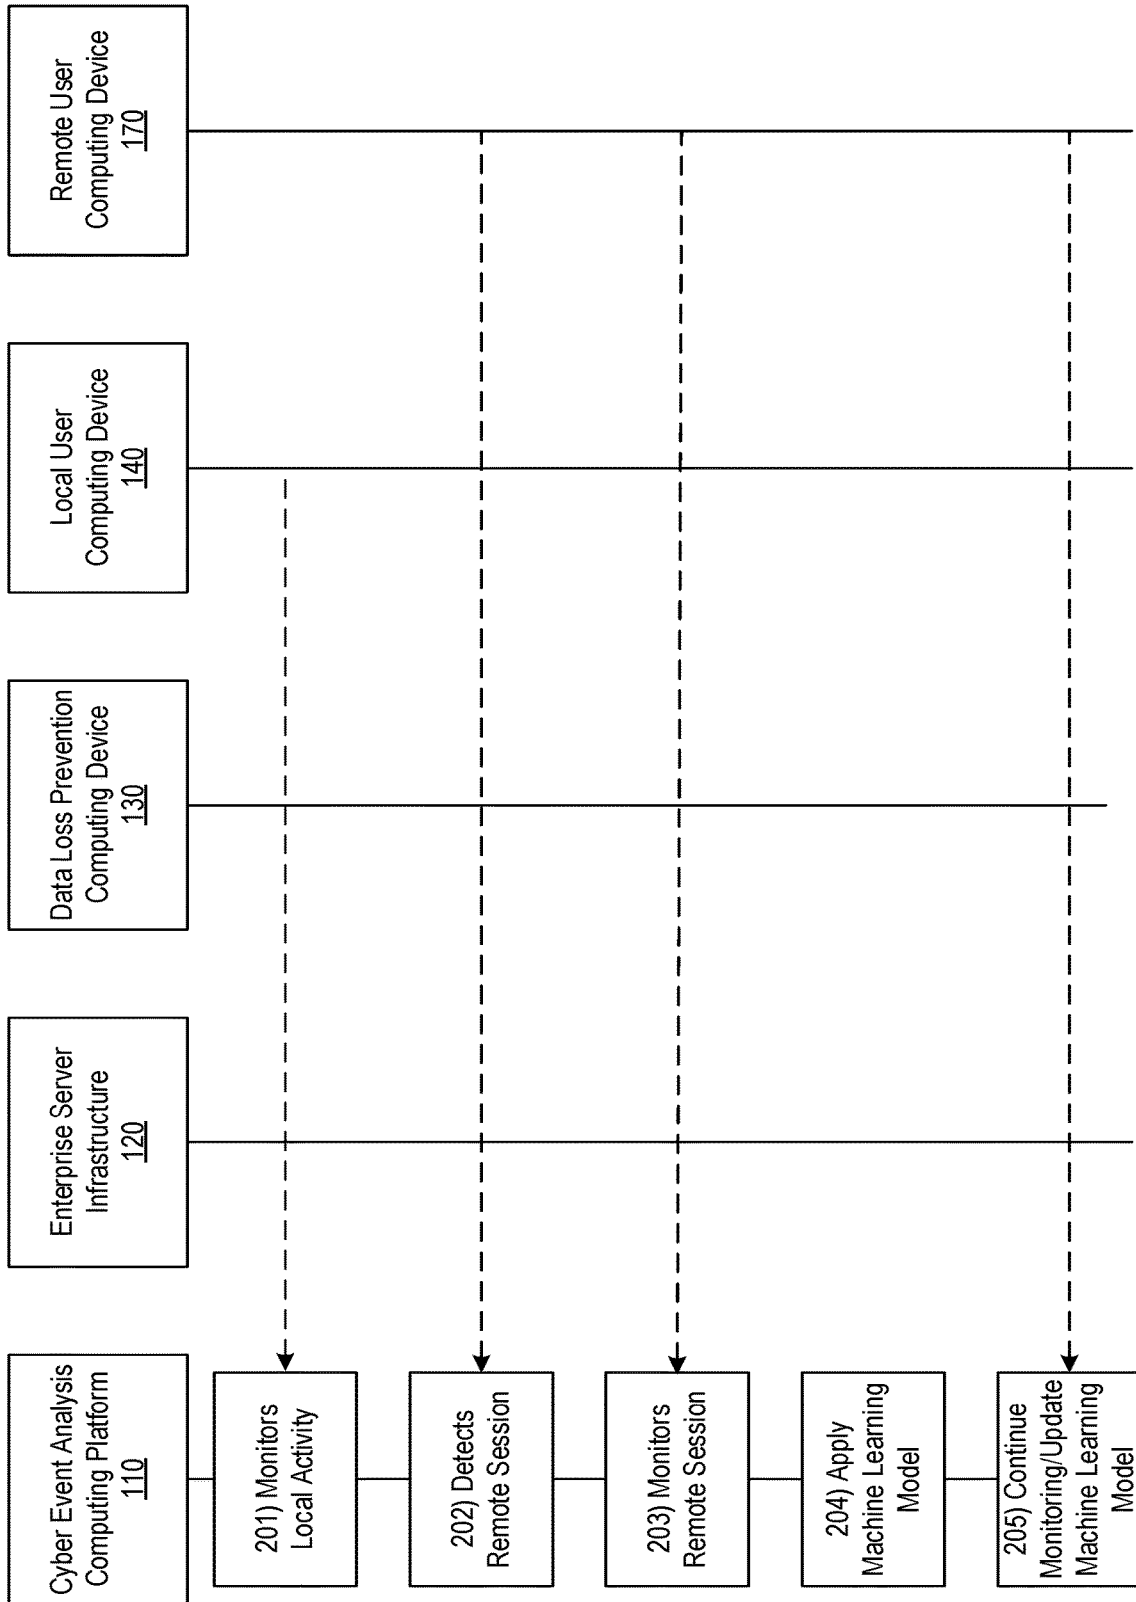 Cyber Event Analysis
Computing Platform
110
Enterprise Server
Infrastructure
120
Data Loss Prevention
Computing Device
130
Local User
Computing Device
140
Remote User
Computing Device
170
201) Monitors
Local Activity
202) Detects
Remote Session
203) Monitors
Remote Session
204) Apply
Machine Learning
Model
205) Continue
Monitoring/Update
Machine Learning
Model